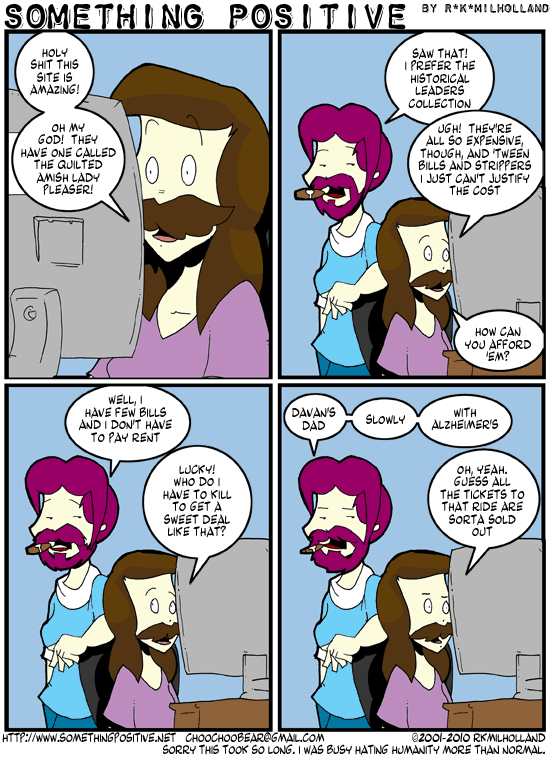 SOMETHING POSITIVE BY R*K*MILHOLLAND
HOLY
SHIT THIS
SITE IS
AMAZING!
OH MY
GOD! THEY
HAVE ONE CALLED
THE QUILTED
AMISH LADY
PLEASER!
SAW THAT!
I PREFER THE
HISTORICAL
LEADERS
COLLECTION
UGH! THEY'RE
ALL SO EXPENSIVE,
THOUGH, AND 'TWEEN
BILLS AND STRIPPERS
I JUST CAN'T JUSTIFY
THE COST
HOW CAN
YOU AFFORD
'EM?
WELL, I
HAVE FEW BILLS
AND I DON'T HAVE
TO PAY RENT
LUCKY!
WHO DO I
HAVE TO KILL
TO GET A
SWEET DEAL
LIKE THAT?
DAVAN'S
DAD
SLOWLY
WITH
ALZHEIMER'S
OH, YEAH.
GUESS ALL
THE TICKETS TO
THAT RIDE ARE
SORTA SOLD
OUT
HTTP://WWW.SOMETHINGPOSITIVE.NET CHOOCHOOBEAR@GMAIL.COM ©2001-2010 RKMILHOLLAND
SORRY THIS TOOK SO LONG. I WAS BUSY HATING HUMANITY MORE THAN NORMAL.